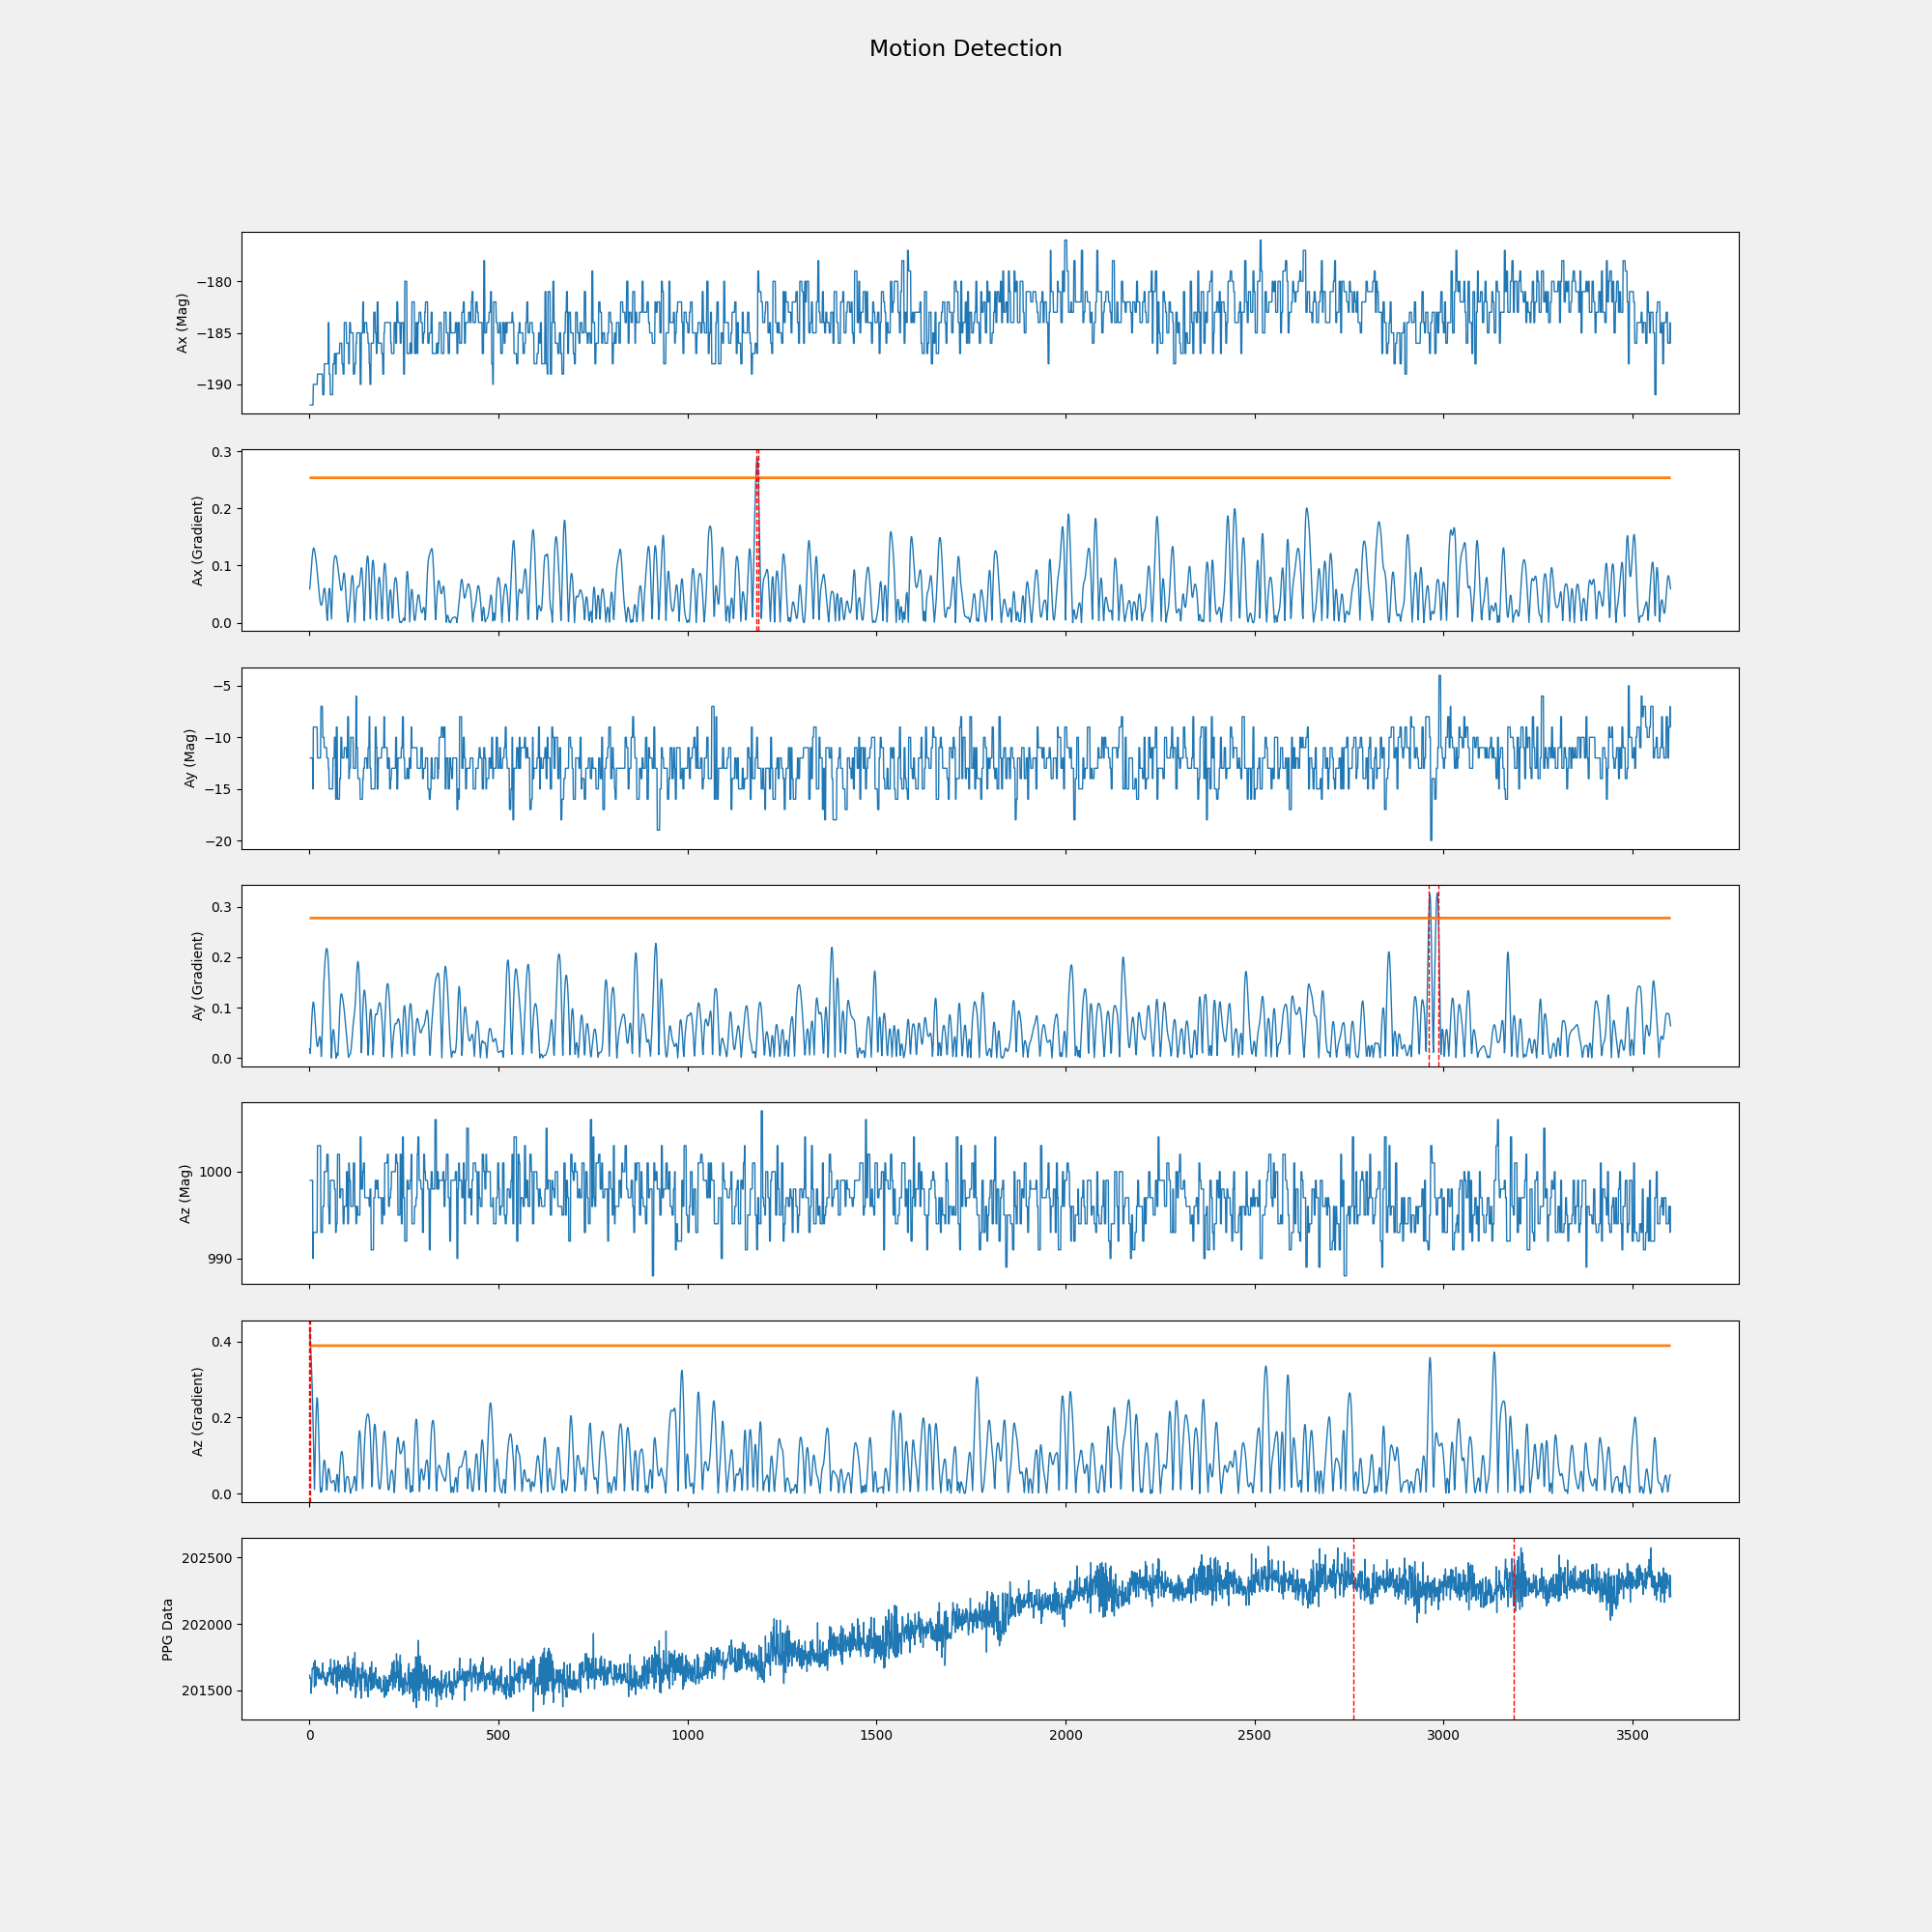 Motion Detection
Ax (Mag)
−180
−185
−190
Ax (Gradient)
0.3
0.2
0.1
0.0
Ay (Mag)
−5
−10
−15
−20
Ay (Gradient)
0.3
0.2
0.1
0.0
Az (Mag)
1000
990
Az (Gradient)
0.4
0.2
0.0
PPG Data
202500
202000
201500
0 500 1000 1500 2000 2500 3000 3500